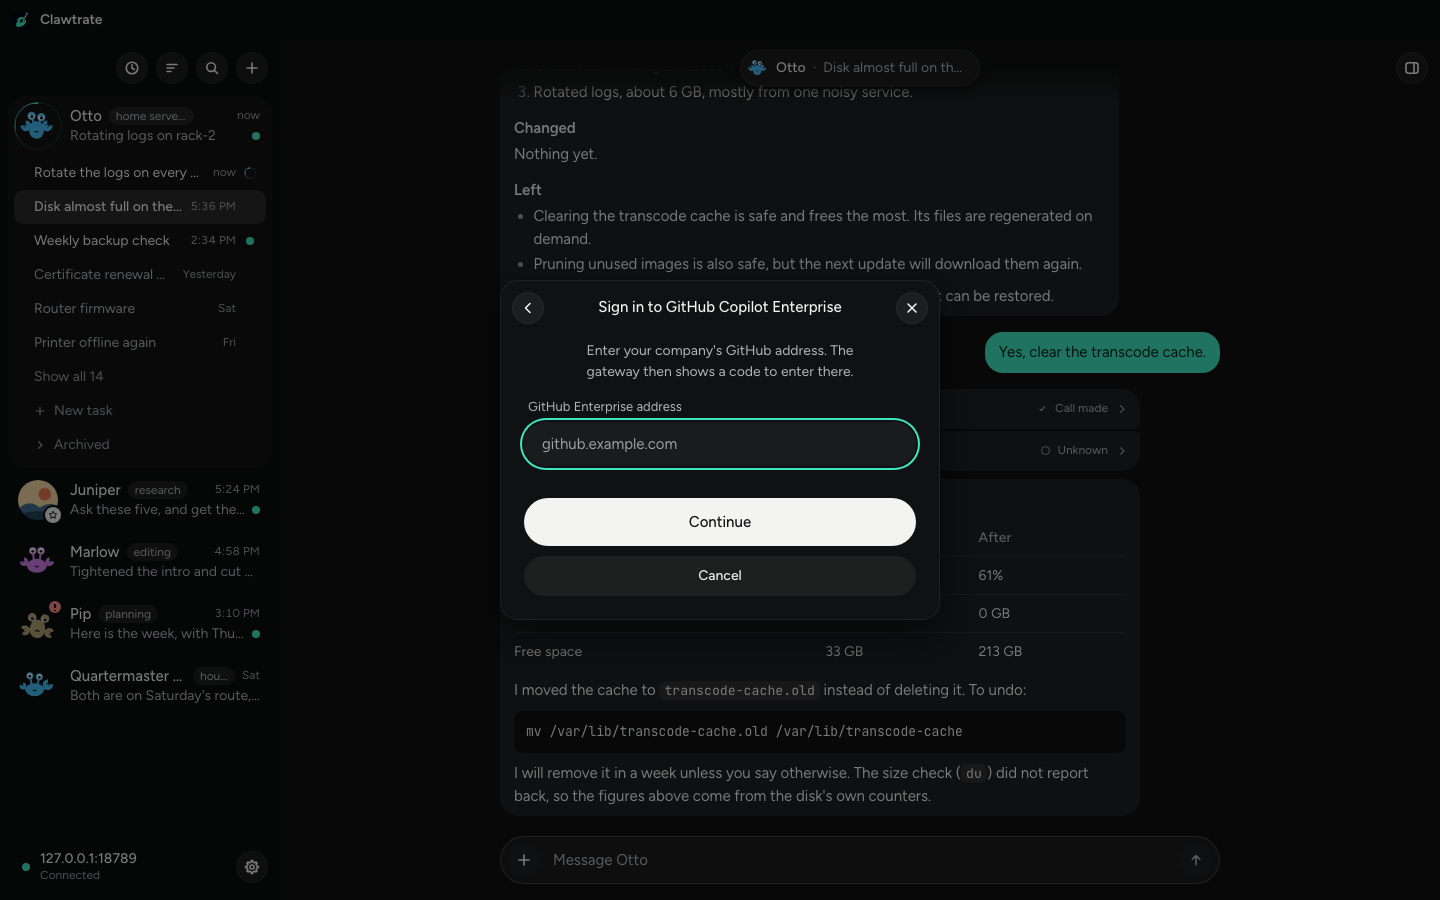 Clawtrate
Otto home serve... now
Rotating logs on rack-2
Rotate the logs on every ... now
Disk almost full on the... 5:36 PM
Weekly backup check 2:34 PM
Certificate renewal ... Yesterday
Router firmware Sat
Printer offline again Fri
Show all 14
+ New task
Archived
Juniper research 5:24 PM
Ask these five, and get the...
Marlow editing 4:58 PM
Tightened the intro and cut ...
Pip planning 3:10 PM
Here is the week, with Thu...
Quartermaster ... hou... Sat
Both are on Saturday's route,...
127.0.0.1:18789
Connected
Otto · Disk almost full on th...
3. Rotated logs, about 6 GB, mostly from one noisy service.
Changed
Nothing yet.
Left
• Clearing the transcode cache is safe and frees the most. Its files are regenerated on
demand.
• Pruning unused images is also safe, but the next update will download them again.
can be restored.
Yes, clear the transcode cache.
Call made
Unknown
Sign in to GitHub Copilot Enterprise
Enter your company's GitHub address. The
gateway then shows a code to enter there.
GitHub Enterprise address
github.example.com
Continue
Cancel
After
61%
0 GB
Free space 33 GB 213 GB
I moved the cache to transcode-cache.old instead of deleting it. To undo:
mv /var/lib/transcode-cache.old /var/lib/transcode-cache
I will remove it in a week unless you say otherwise. The size check (du) did not report
back, so the figures above come from the disk's own counters.
Message Otto